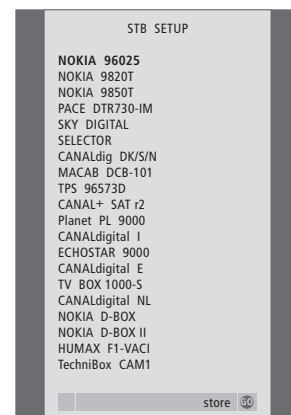 STB SETUP
NOKIA 96025
NOKIA 9820T
NOKIA 9850T
PACE DTR730-IM
SKY DIGITAL
SELECTOR
CANALdig DK/S/N
MACAB DCB-101
TPS 96573D
CANAL+ SAT r2
Planet PL 9000
CANALdigital I
ECHOSTAR 9000
CANALdigital E
TV BOX 1000-S
CANALdigital NL
NOKIA D-BOX
NOKIA D-BOX II
HUMAX F1-VACI
TechniBox CAM1
store GO